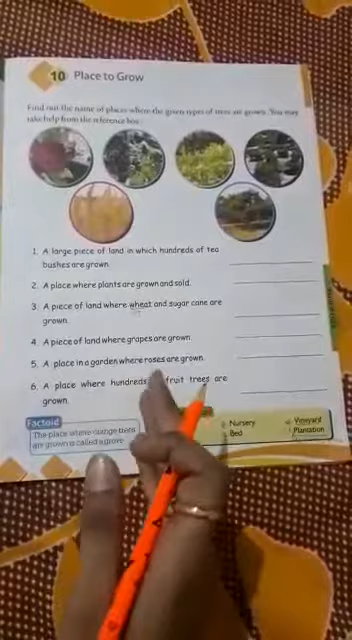 10 Place to Grow
Find out the name of places where the given types of trees are grown. You may
take help from the reference box.
1. A large piece of land in which hundreds of tea
bushes are grown.
2. A place where plants are grown and sold.
3. A piece of land where wheat and sugar cane are
grown.
4. A piece of land where grapes are grown.
5. A place in a garden where roses are grown.
6. A place where hundreds fruit trees are
grown.
Factoid
The place where orange trees
are grown is called a grove
Nursery
Vineyard
Bed
Plantation